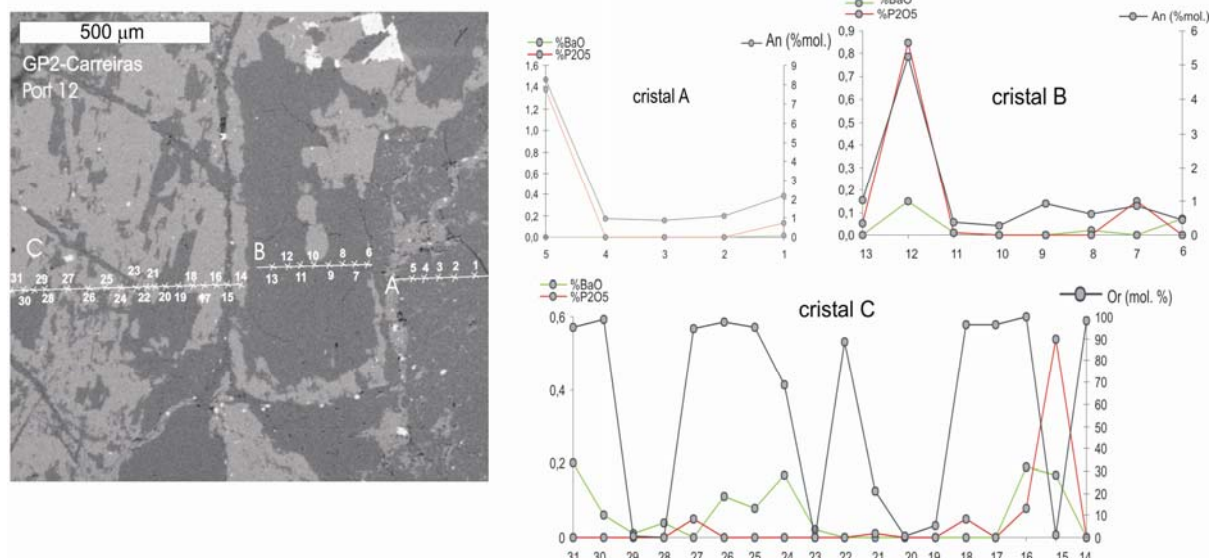 500 µm
GP2-Carreiras
Port 12
C
31 29 27 25 23 21 18 16 14
30 28 26 24 22 20 19 17 15
B
12 10 8 6
13 11 9 7
A
5 4 3 2 1
%BaO
%P2O5
An (%mol.)
cristal A
1,6
1,4
1,2
1,0
0,8
0,6
0,4
0,2
0,0
9
8
7
6
5
4
3
2
1
0
5 4 3 2 1
%BaO
%P2O5
An (%mol.)
cristal B
0,9
0,8
0,7
0,6
0,5
0,4
0,3
0,2
0,1
0,0
6
5
4
3
2
1
0
13 12 11 10 9 8 7 6
%BaO
%P2O5
Or (mol. %)
cristal C
0,6
0,4
0,2
0
100
90
80
70
60
50
40
30
20
10
0
31 30 29 28 27 26 25 24 23 22 21 20 19 18 17 16 15 14